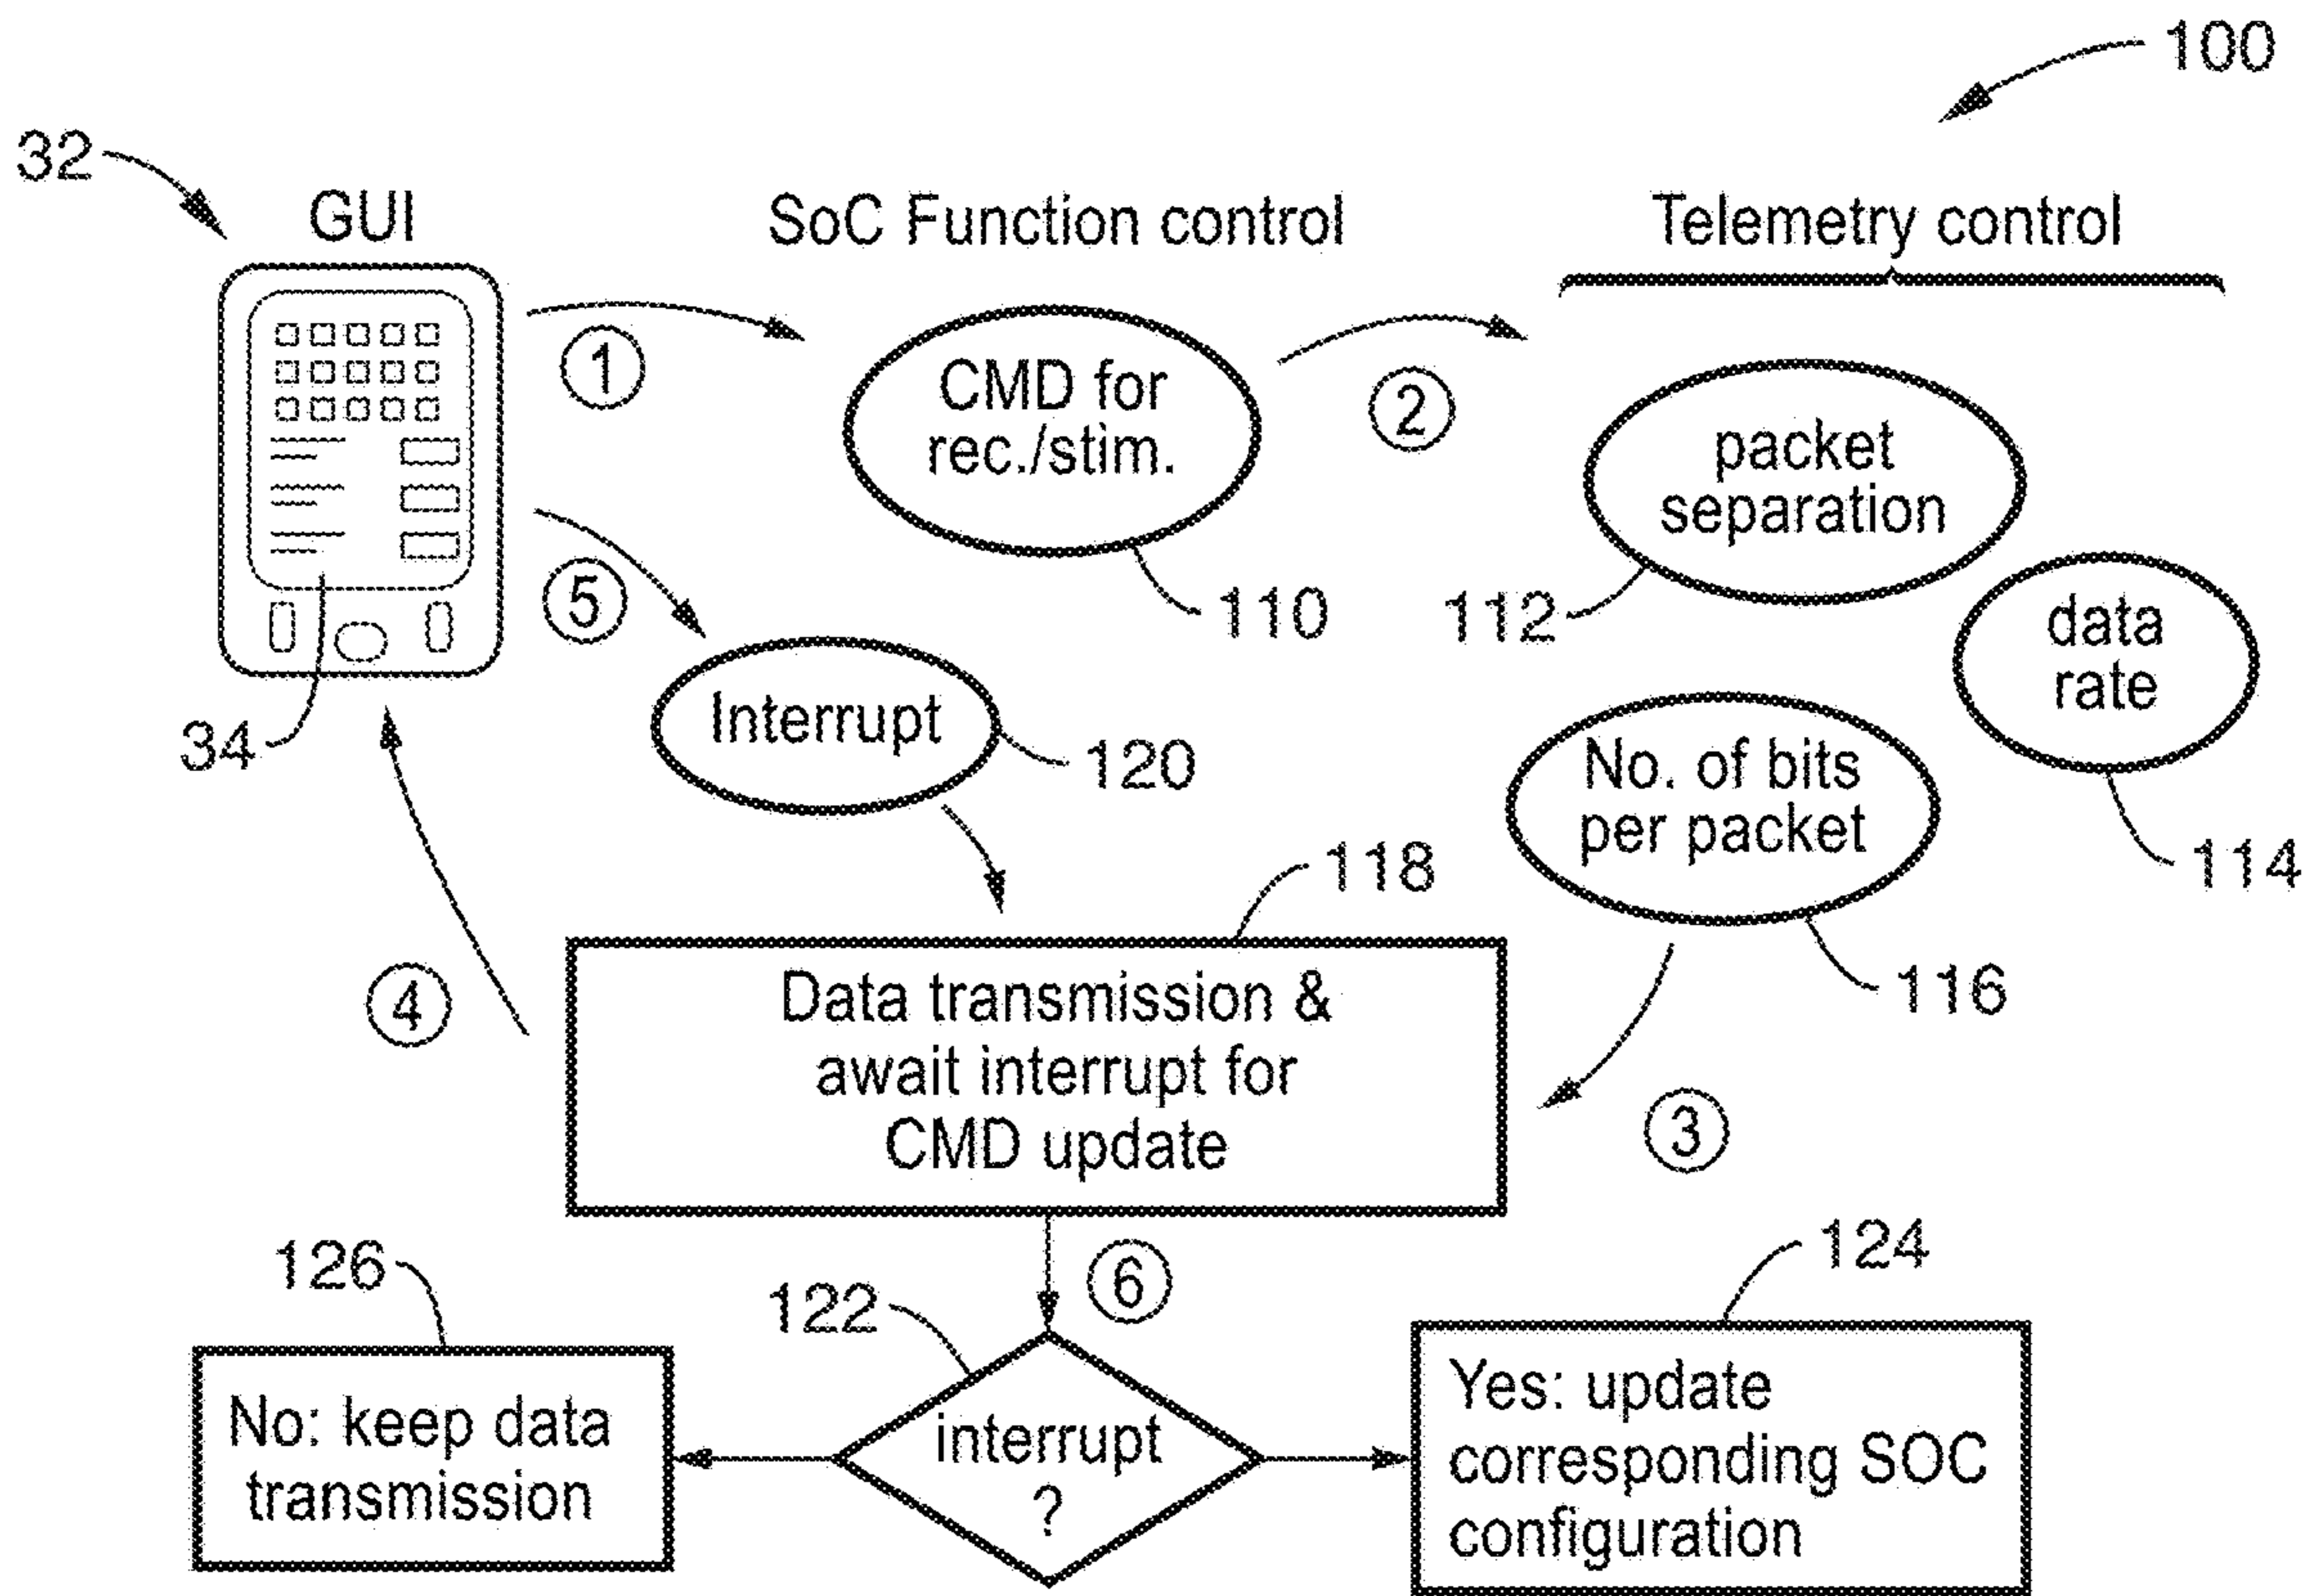 100
32
GUI
SoC Function control
Telemetry control
1
CMD for
rec./stim.
2
packet
separation
110
112
data
rate
5
34
Interrupt
120
No. of bits
per packet
114
118
116
4
Data transmission &
await interrupt for
CMD update
3
126
122
6
124
No: keep data
transmission
interrupt
?
Yes: update
corresponding SOC
configuration